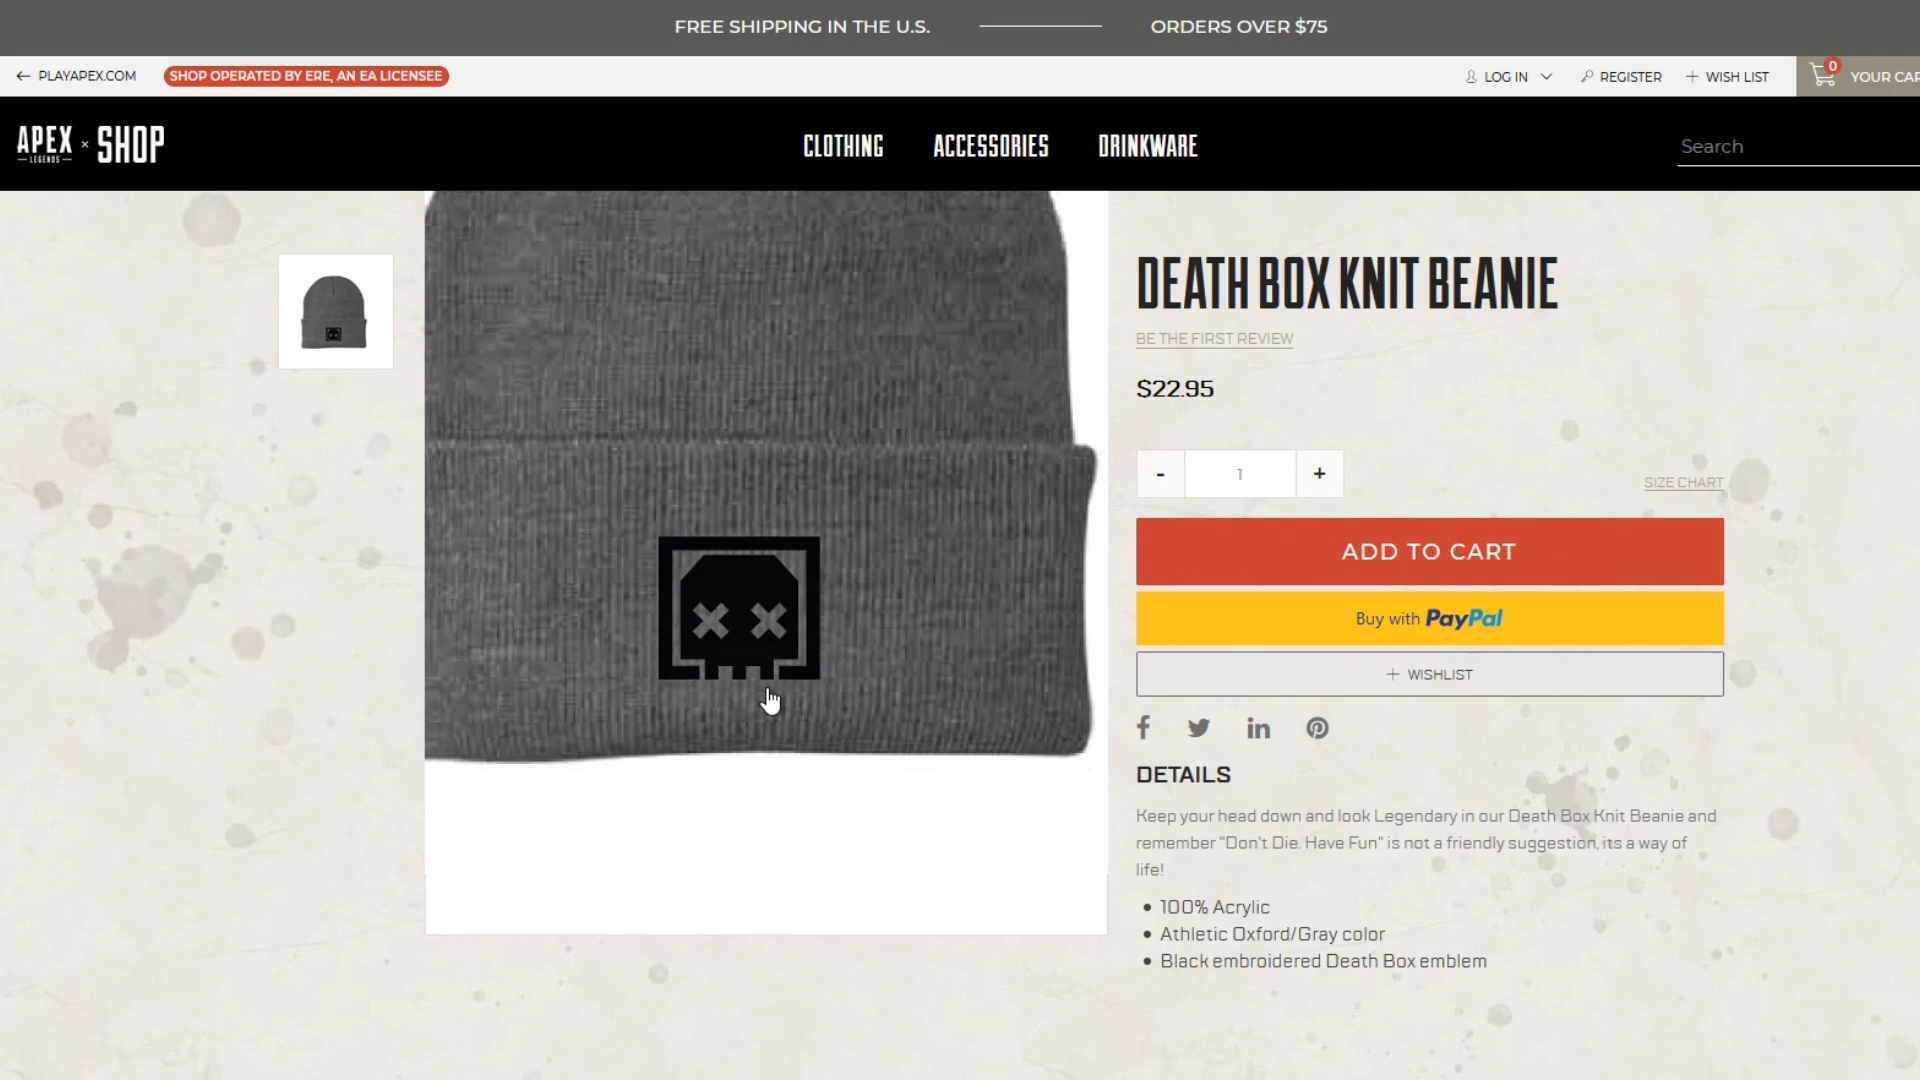 FREE SHIPPING IN THE U.S. ORDERS OVER $75
PLAYAPEX.COM SHOP OPERATED BY ERE, AN EA LICENSEE LOG IN REGISTER WISH LIST 0 YOUR CAR
APEX LEGENDS × SHOP CLOTHING ACCESSORIES DRINKWARE Search
DEATH BOX KNIT BEANIE
BE THE FIRST REVIEW
$22.95
- 1 + SIZE CHART
ADD TO CART
Buy with PayPal
+ WISHLIST
DETAILS
Keep your head down and look Legendary in our Death Box Knit Beanie and
remember "Don't Die. Have Fun" is not a friendly suggestion, its a way of
life!
• 100% Acrylic
• Athletic Oxford/Gray color
• Black embroidered Death Box emblem